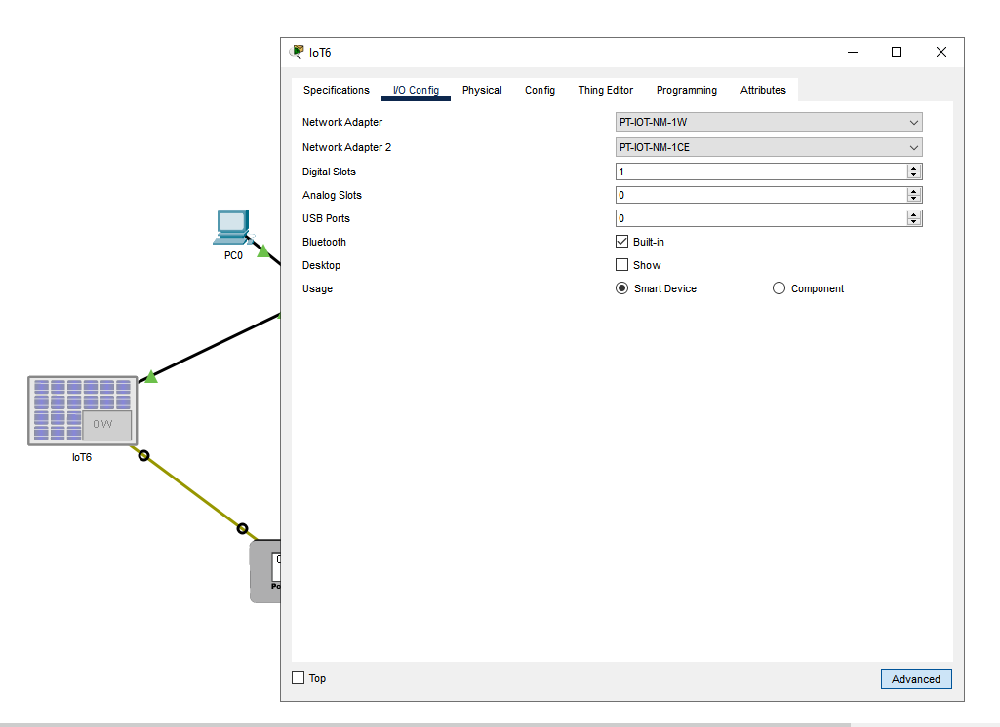 IoT6
Specifications I/O Config Physical Config Thing Editor Programming Attributes
Network Adapter PT-IOT-NM-1W
Network Adapter 2 PT-IOT-NM-1CE
Digital Slots 1
Analog Slots 0
USB Ports 0
Bluetooth Built-in
Desktop Show
Usage Smart Device Component
PC0
0 W
IoT6
Top Advanced